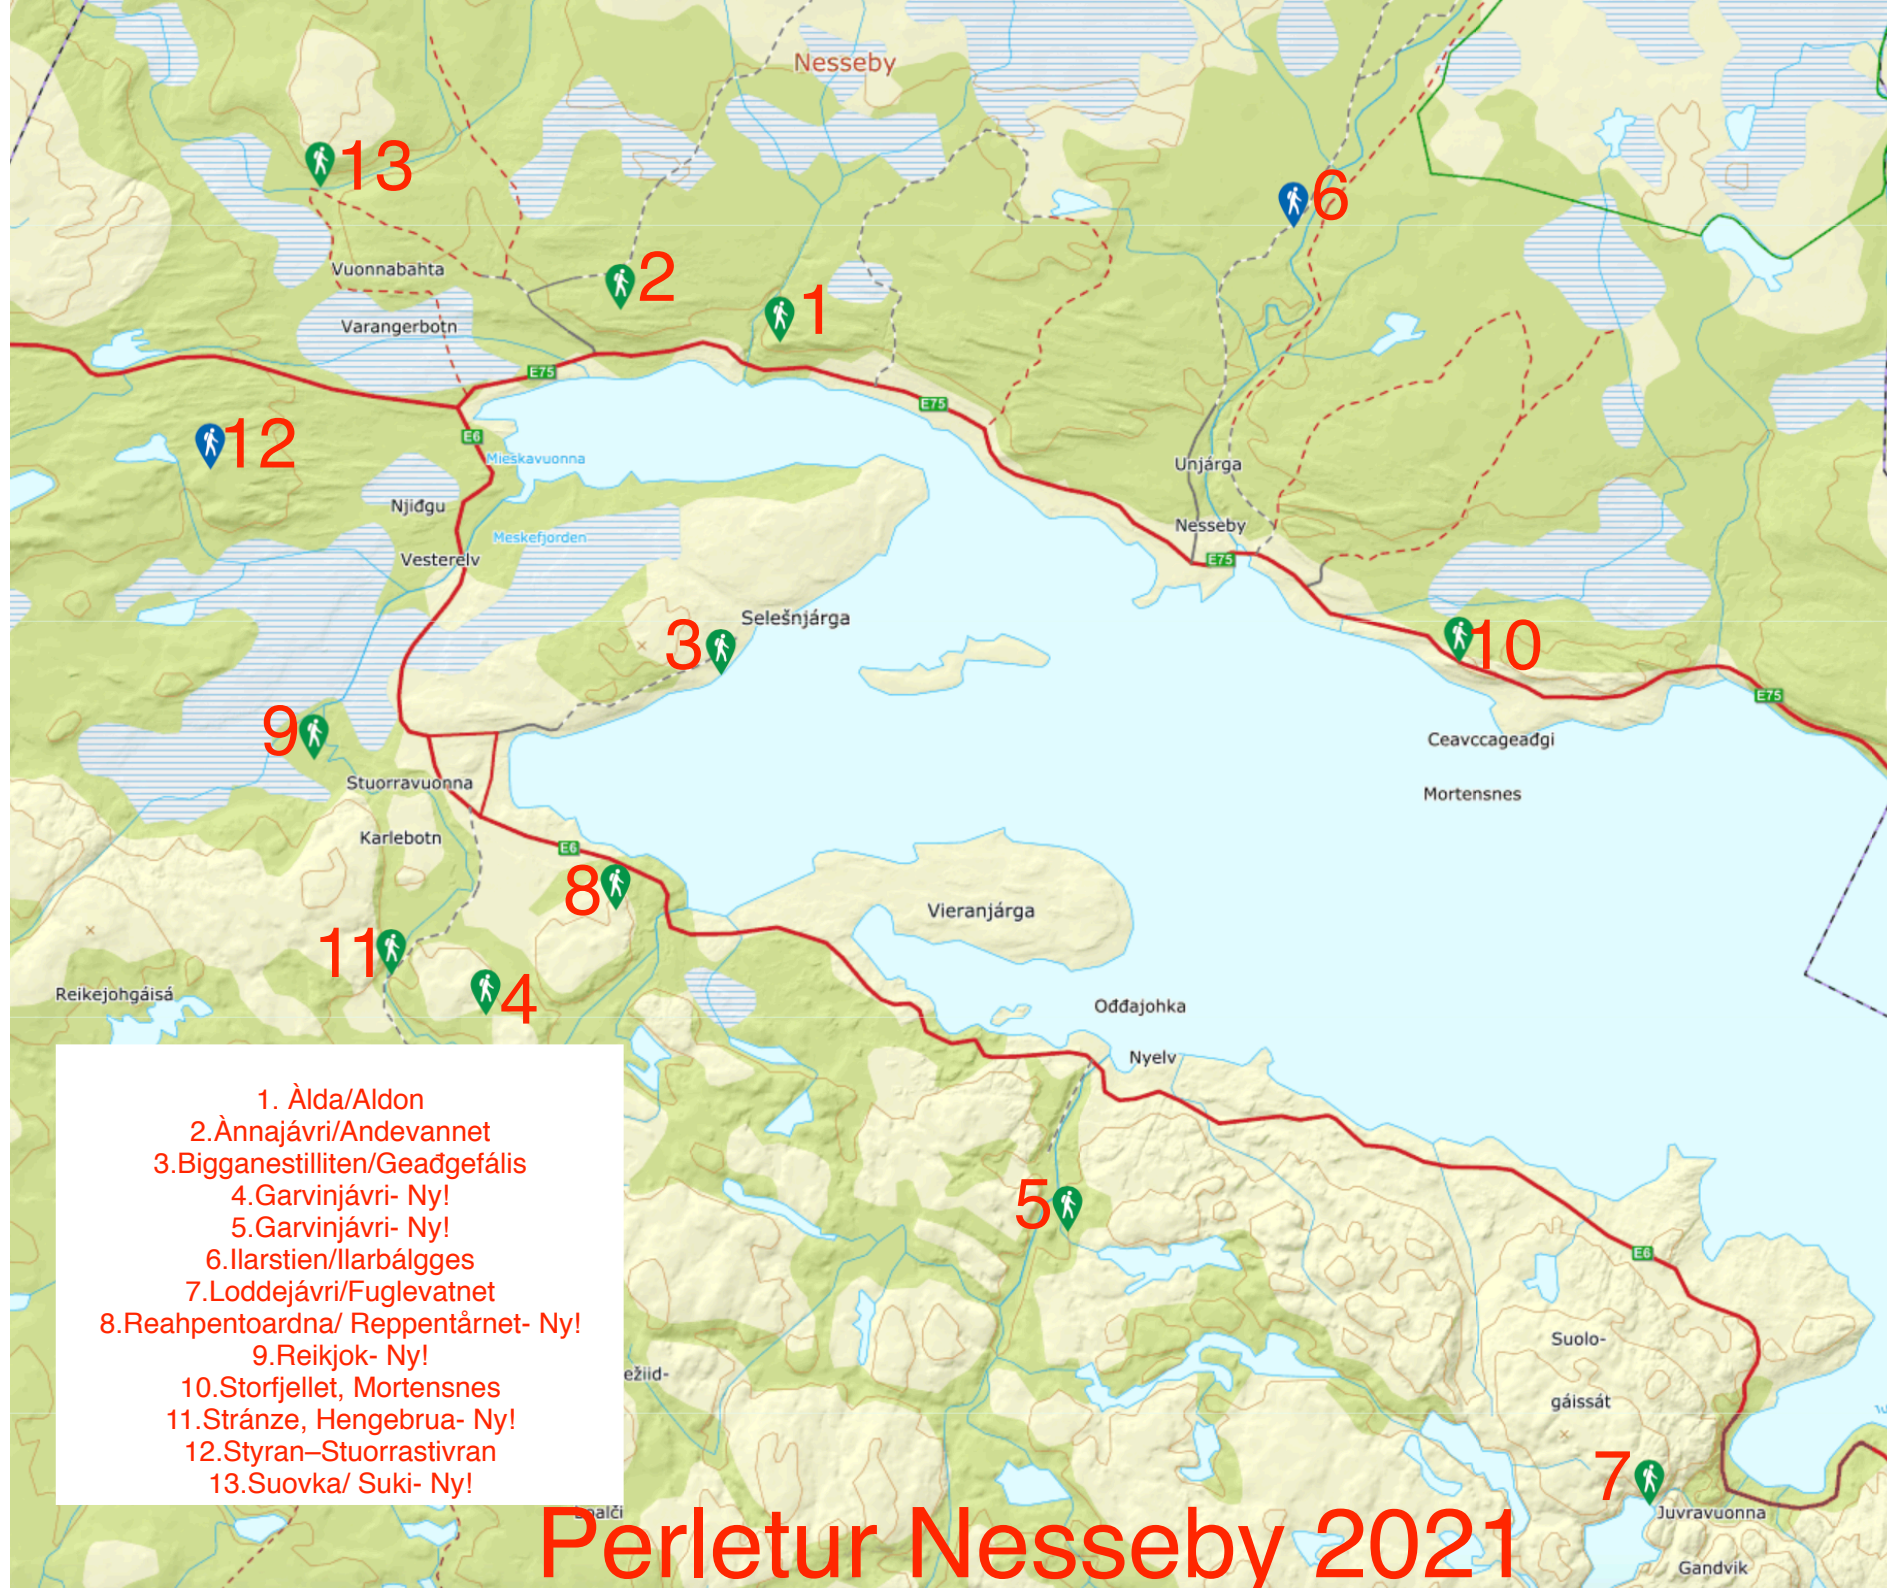 Nesseby
13
6
2
Vuonnabahta
1
Varangerbotn
E75
E75
12
E6
Mieskavuonna
Unjárga
Njiđgu
Nesseby
Meskefjorden
Vesterelv
E75
Selešnjárga
3
10
E75
9
Ceavccageađgi
Stuorravuonna
Mortensnes
Karlebotn
E6
8
Vieranjárga
11
4
Reikejohgáisá
Ođđajohka
Nyelv
1. Àlda/Aldon
2.Ànnajávri/Andevannet
3.Bigganestilliten/Geađgefális
4.Garvinjávri- Ny!
5.Garvinjávri- Ny!
6.Ilarstien/Ilarbálgges
7.Loddejávri/Fuglevatnet
8.Reahpentoardna/ Reppentårnet- Ny!
9.Reikjok- Ny!
10.Storfjellet, Mortensnes
11.Stránze, Hengebrua- Ny!
12.Styran–Stuorrastivran
13.Suovka/ Suki- Ny!
5
E6
Suolo-
gáissát
ežiid-
7
Juvravuonna
Gandvik
Perletur Nesseby 2021